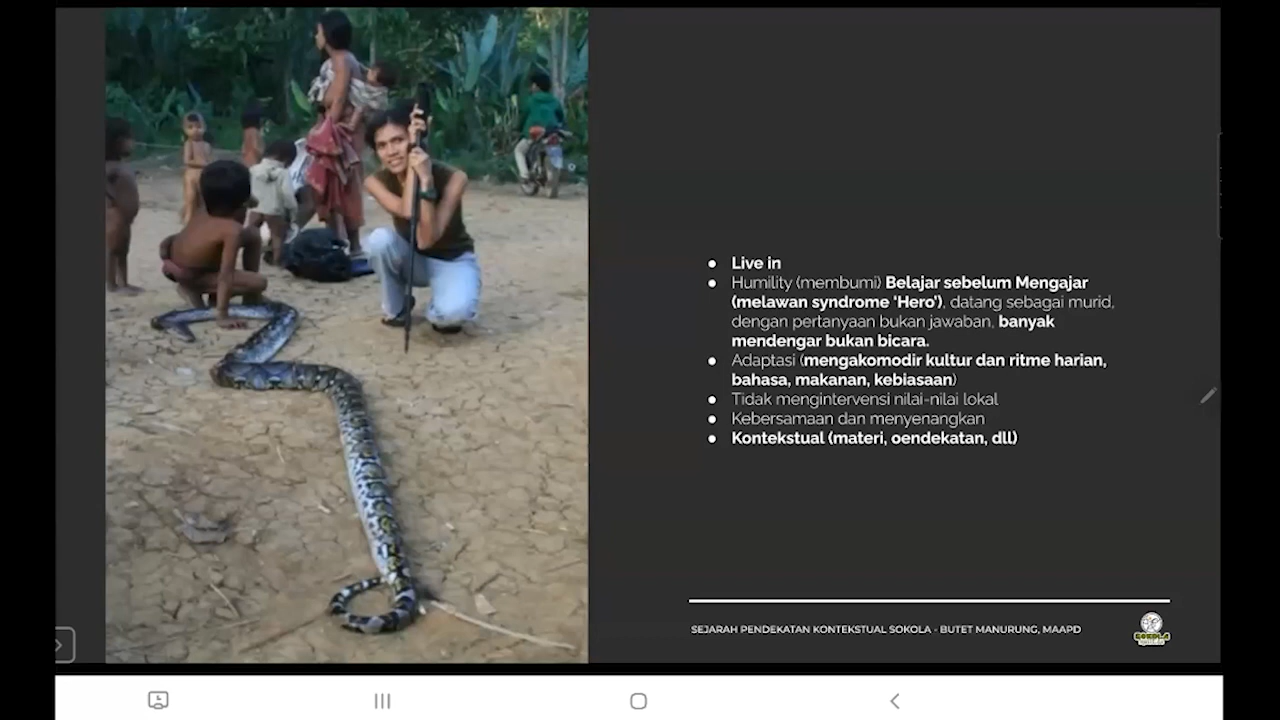 Live in
Humility (membumi) Belajar sebelum Mengajar
(melawan syndrome 'Hero'), datang sebagai murid,
dengan pertanyaan bukan jawaban, banyak
mendengar bukan bicara.
Adaptasi (mengakomodir kultur dan ritme harian,
bahasa, makanan, kebiasaan)
Tidak mengintervensi nilai-nilai lokal
Kebersamaan dan menyenangkan
Kontekstual (materi, oendekatan, dll)
SEJARAH PENDEKATAN KONTEKSTUAL SOKOLA - BUTET MANURUNG, MAAPD
SOKOLA